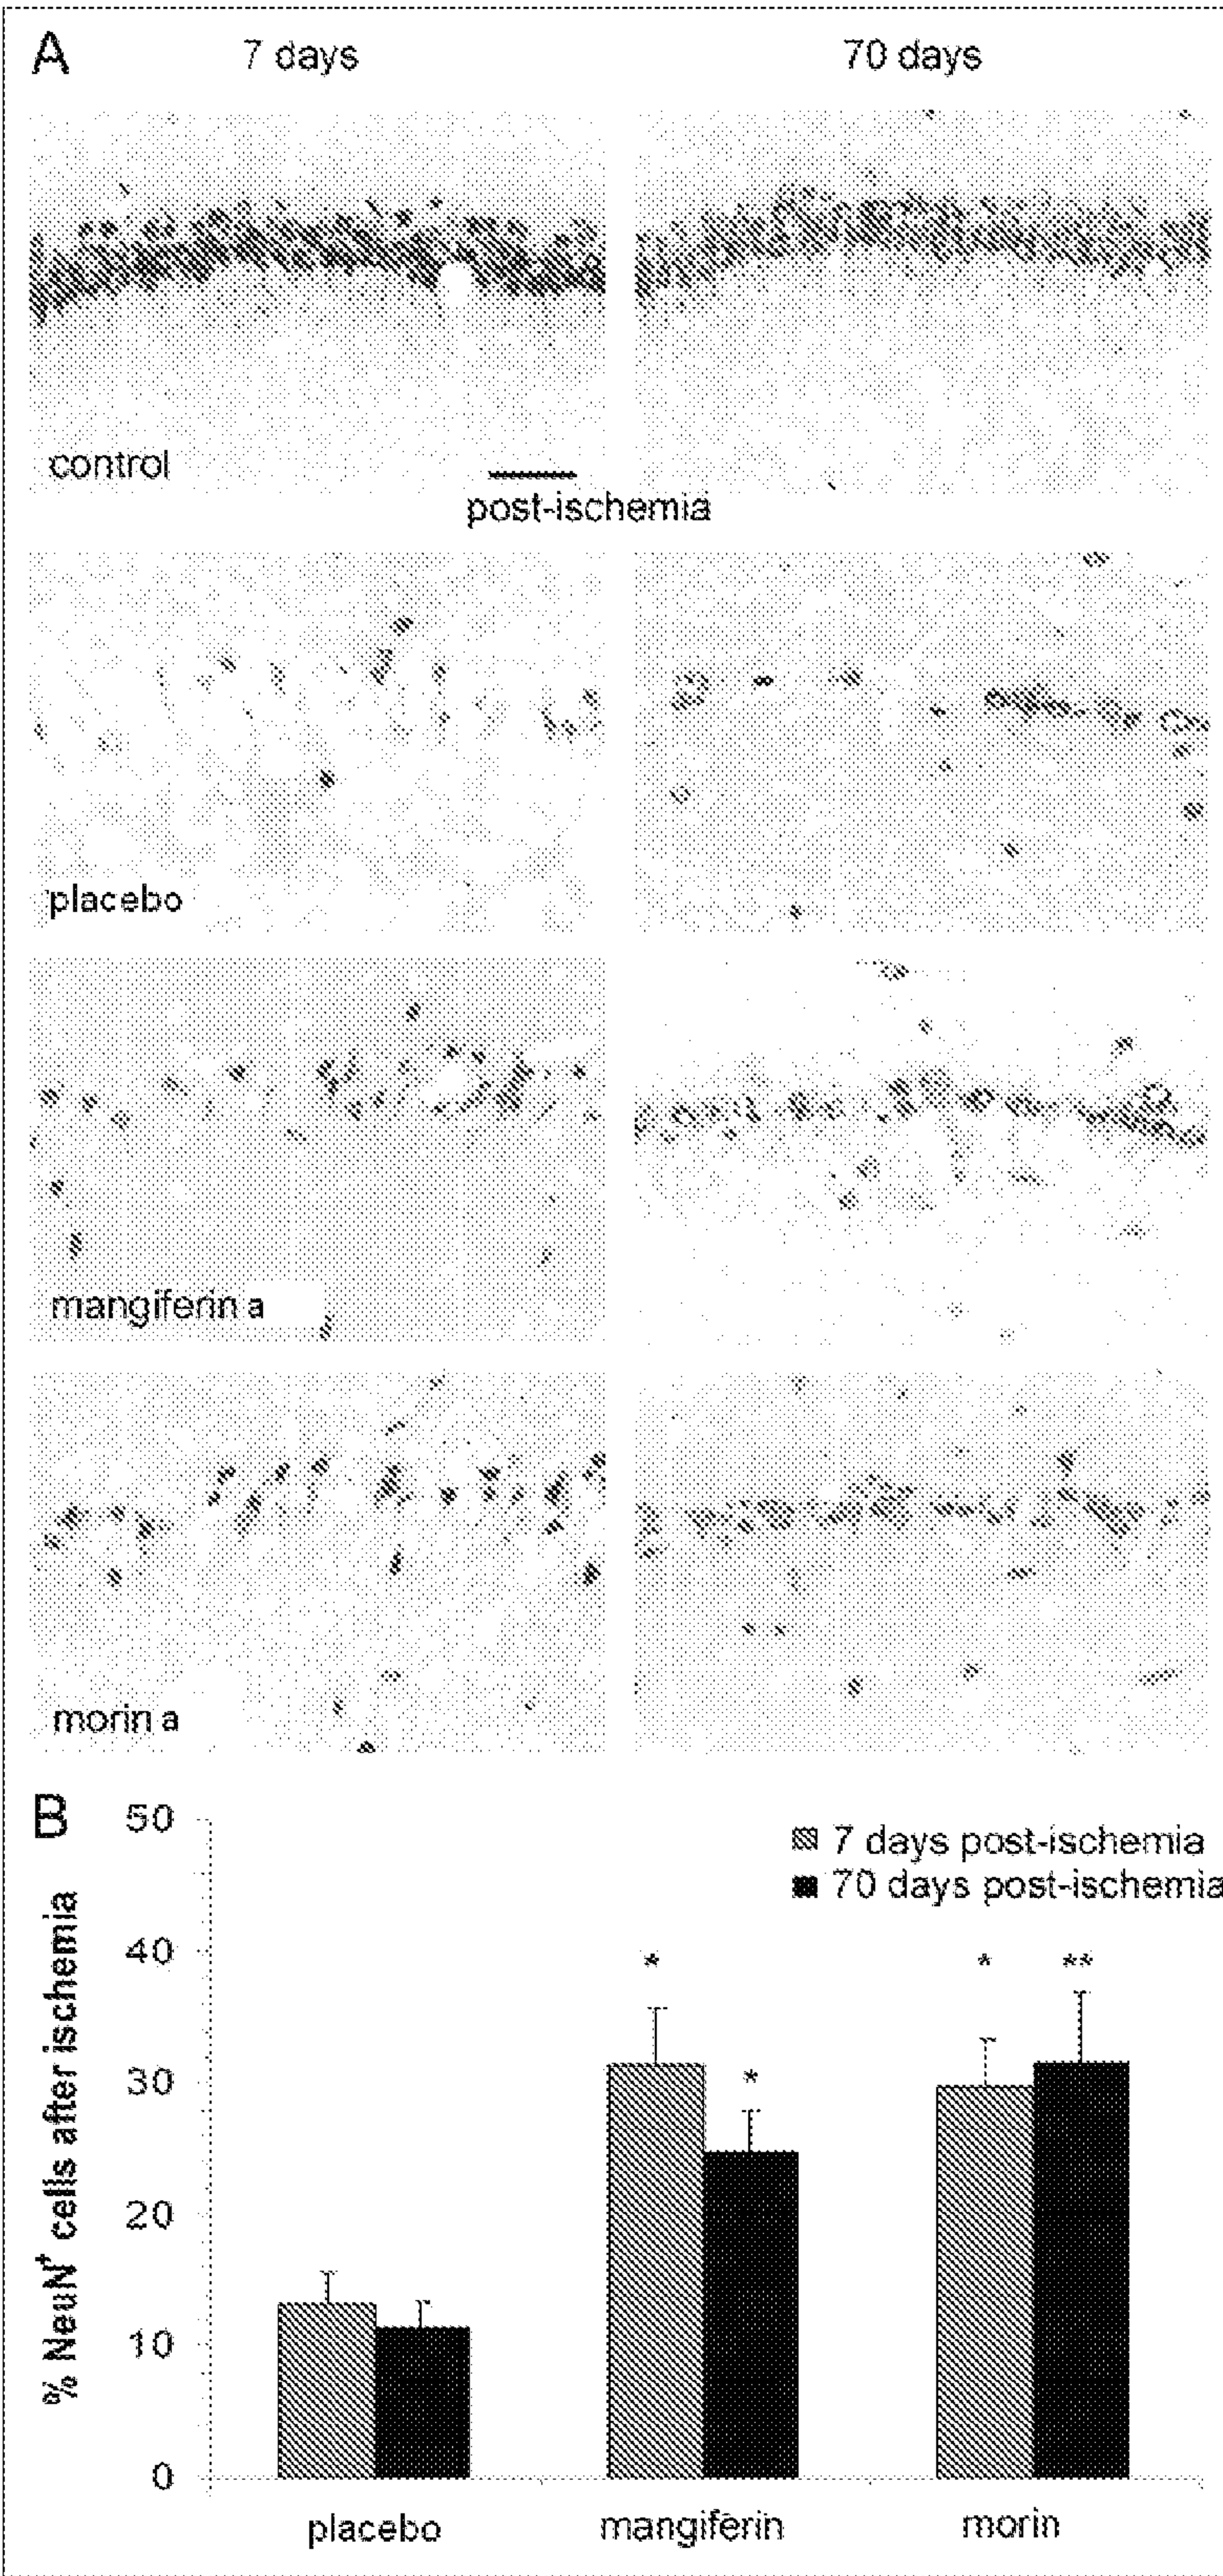 A
7 days
70 days
control
post-ischemia
placebo
mangiferin a
morin a
B
50
40
30
20
10
0
% NeuN⁺ cells after ischemia
7 days post-ischemia
70 days post-ischemia
*
*
*
**
placebo
mangiferin
morin